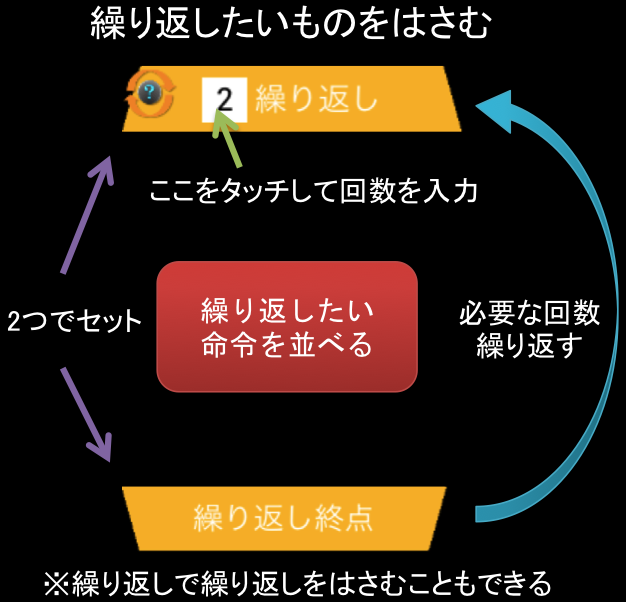 繰り返したいものをはさむ
? 2 繰り返し
ここをタッチして回数を入力
2つでセット
繰り返したい
命令を並べる
必要な回数
繰り返す
繰り返し終点
※繰り返しで繰り返しをはさむこともできる